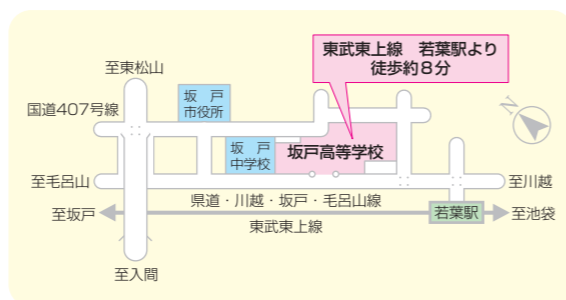 東武東上線　若葉駅より
徒歩約８分
至東松山
国道407号線
坂　戸
市役所
N
坂　戸
中学校
坂戸高等学校
至毛呂山
至川越
県道・川越・坂戸・毛呂山線
至坂戸
若葉駅
至池袋
東武東上線
至入間